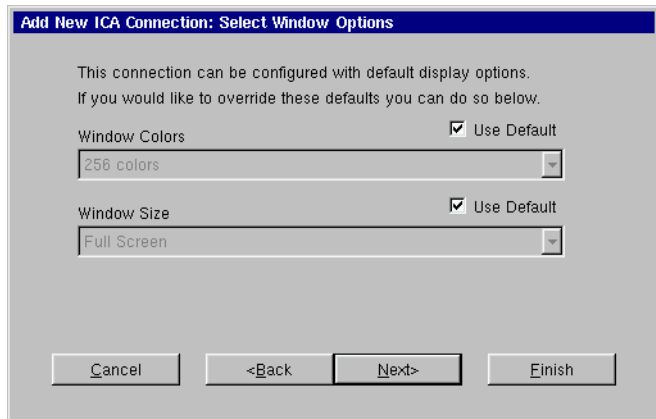 Add New ICA Connection: Select Window Options
This connection can be configured with default display options.
If you would like to override these defaults you can do so below.
Window Colors
Use Default
256 colors
Window Size
Use Default
Full Screen
Cancel
<Back
Next>
Finish